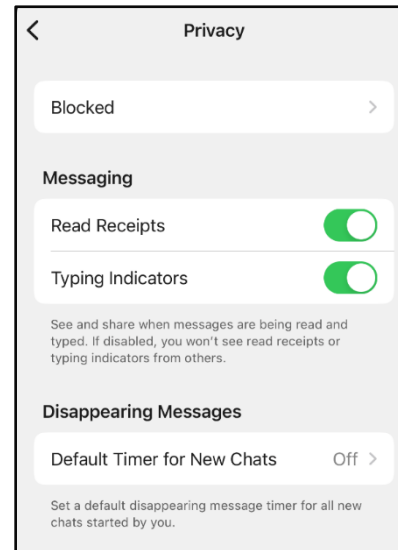 Privacy
Blocked
Messaging
Read Receipts
Typing Indicators
See and share when messages are being read and
typed. If disabled, you won't see read receipts or
typing indicators from others.
Disappearing Messages
Default Timer for New Chats Off
Set a default disappearing message timer for all new
chats started by you.